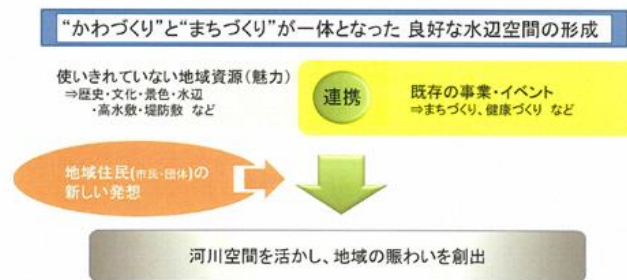 “かわづくり”と“まちづくり”が一体となった 良好な水辺空間の形成
使いきれていない地域資源(魅力)
⇒歴史・文化・景色・水辺
・高水敷・堤防敷 など
連携
既存の事業・イベント
⇒まちづくり、健康づくり など
地域住民(市民・団体)の
新しい発想
河川空間を活かし、地域の賑わいを創出